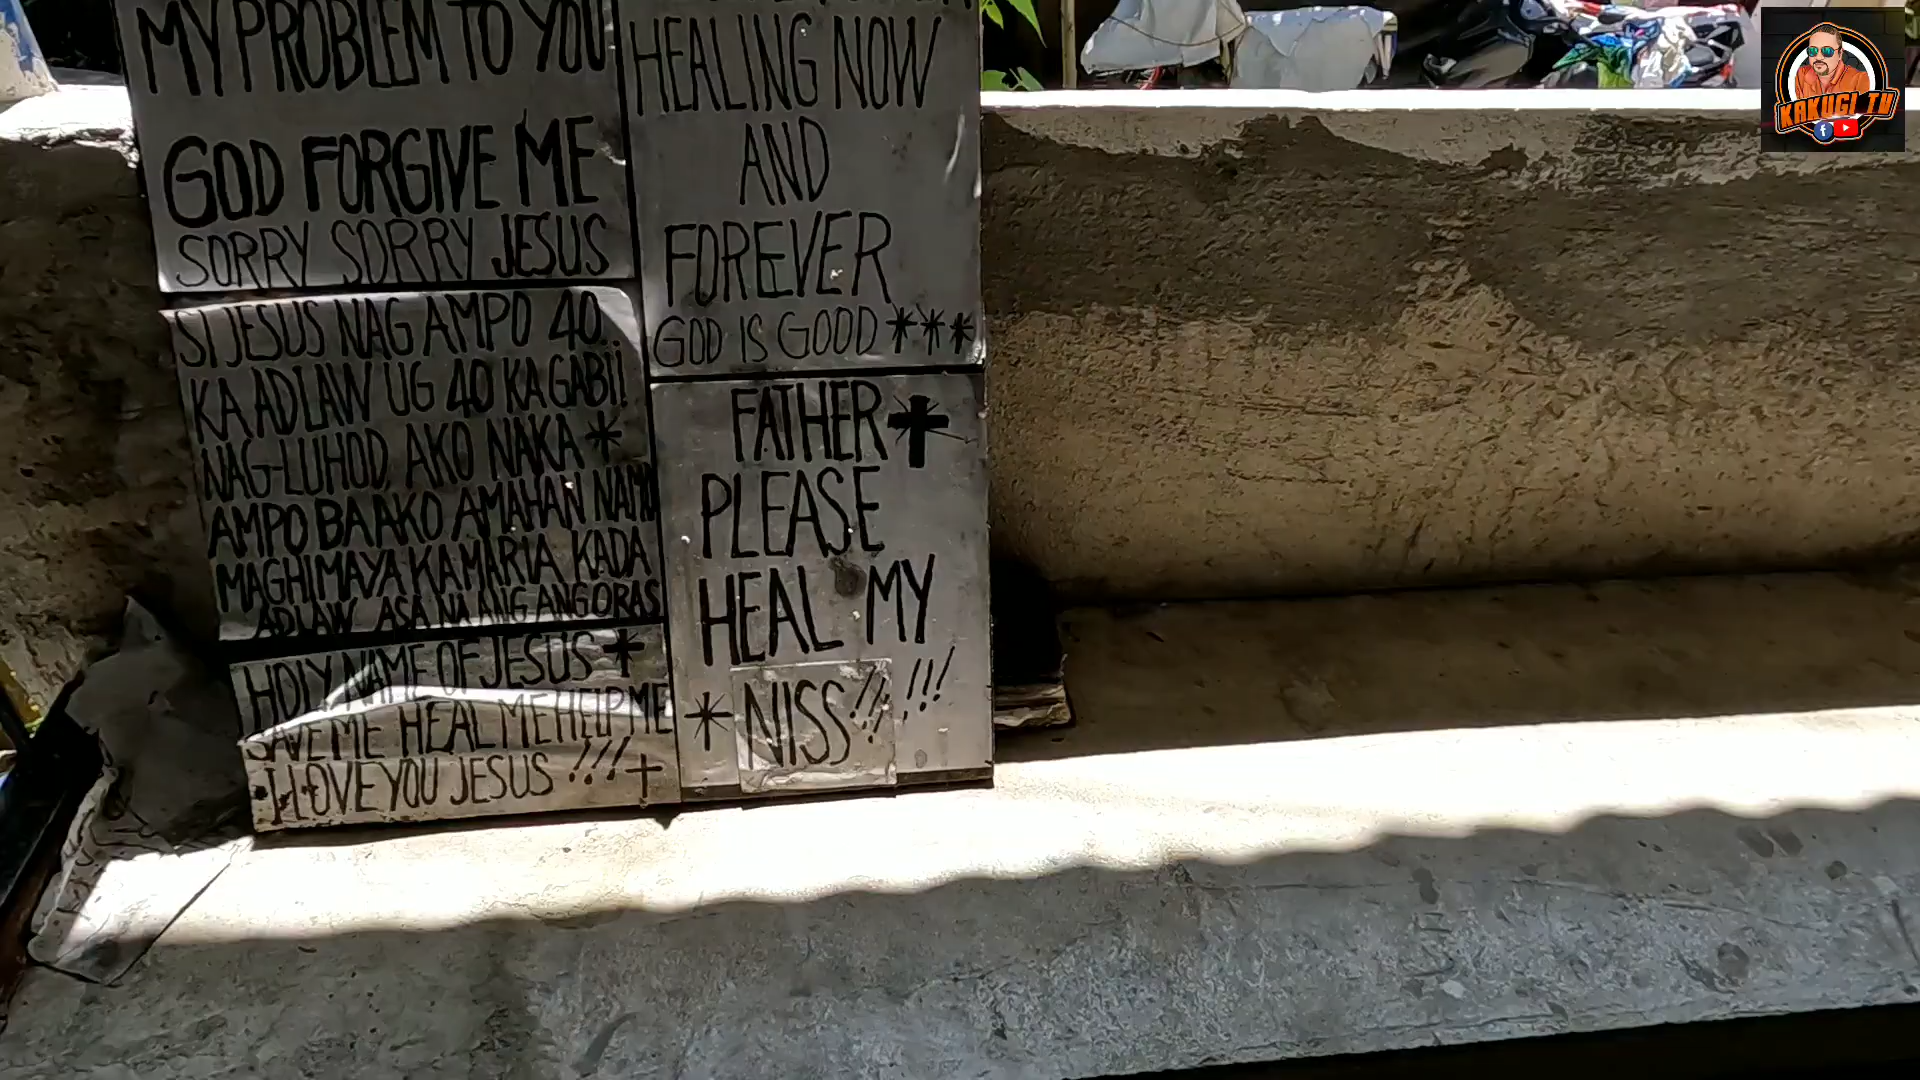 MY PROBLEM TO YOU
GOD FORGIVE ME
SORRY SORRY JESUS
SI JESUS NAG AMPO 40..
KA ADLAW UG 40 KA GABII
NAG-LUHOD, AKO NAKA *
AMPO BA AKO AMAHAN NAMO
MAGHIMAYA KA MARIA KADA
ADLAW ASA NA ANG ANG ORAS
HOLY NAME OF JESUS *
SAVE ME HEAL ME HELP ME
I LOVE YOU JESUS !!! †
HEALING NOW
AND
FOREVER
GOD IS GOOD ***
FATHER ✝
PLEASE
HEAL MY
* NISS!!, !!!
KAKUGI TV